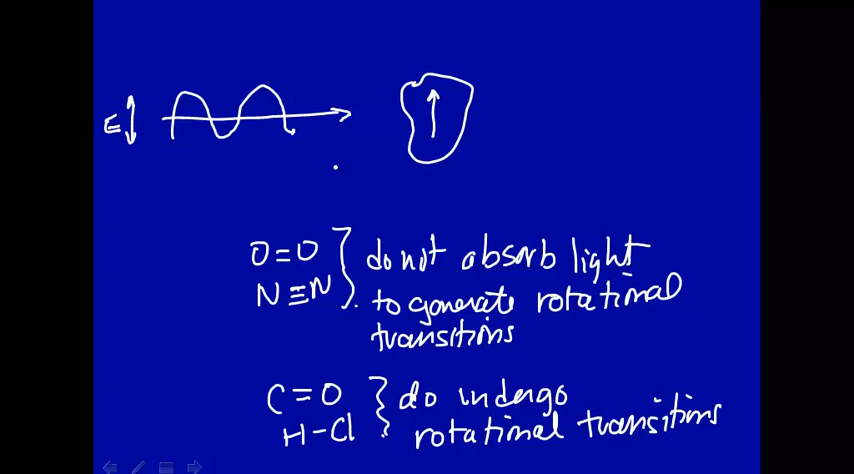 E
O=O
N≡N
do not absorb light
to generate rotational
transitions
C=O
H-Cl
do undergo
rotational transitions